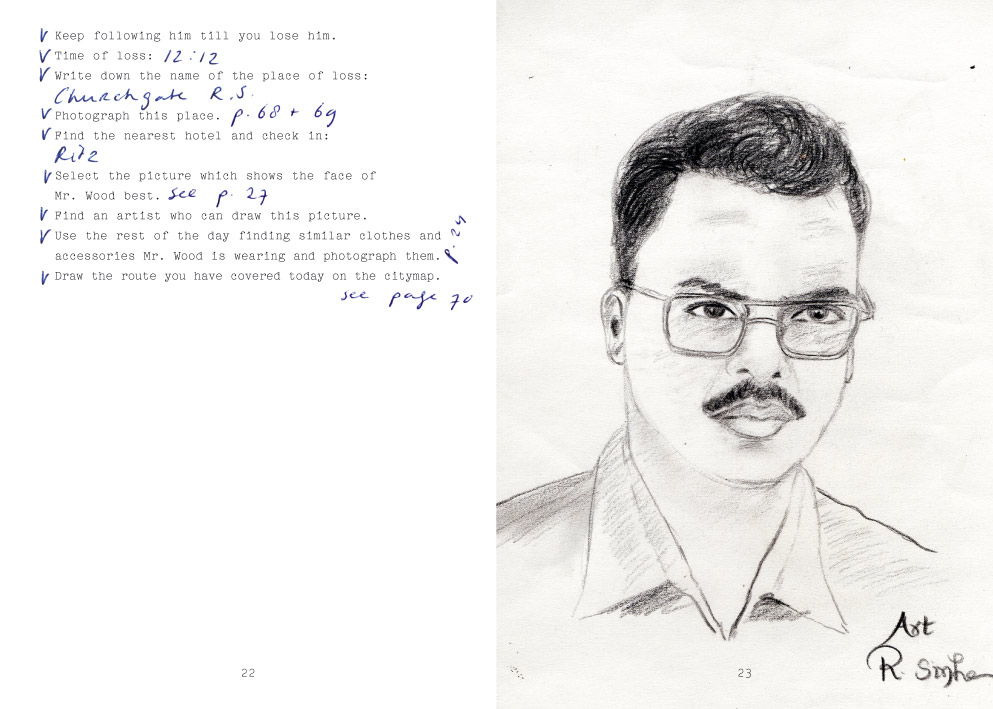 ✓ Keep following him till you lose him.
✓ Time of loss: 12:12
✓ Write down the name of the place of loss:
Churchgate R.S.
✓ Photograph this place. p. 68 + 69
✓ Find the nearest hotel and check in:
Ritz
✓ Select the picture which shows the face of
Mr. Wood best. see p. 27
✓ Find an artist who can draw this picture.
✓ Use the rest of the day finding similar clothes and
accessories Mr. Wood is wearing and photograph them. p.
✓ Draw the route you have covered today on the citymap.
see page 70
22
Art
R.
23